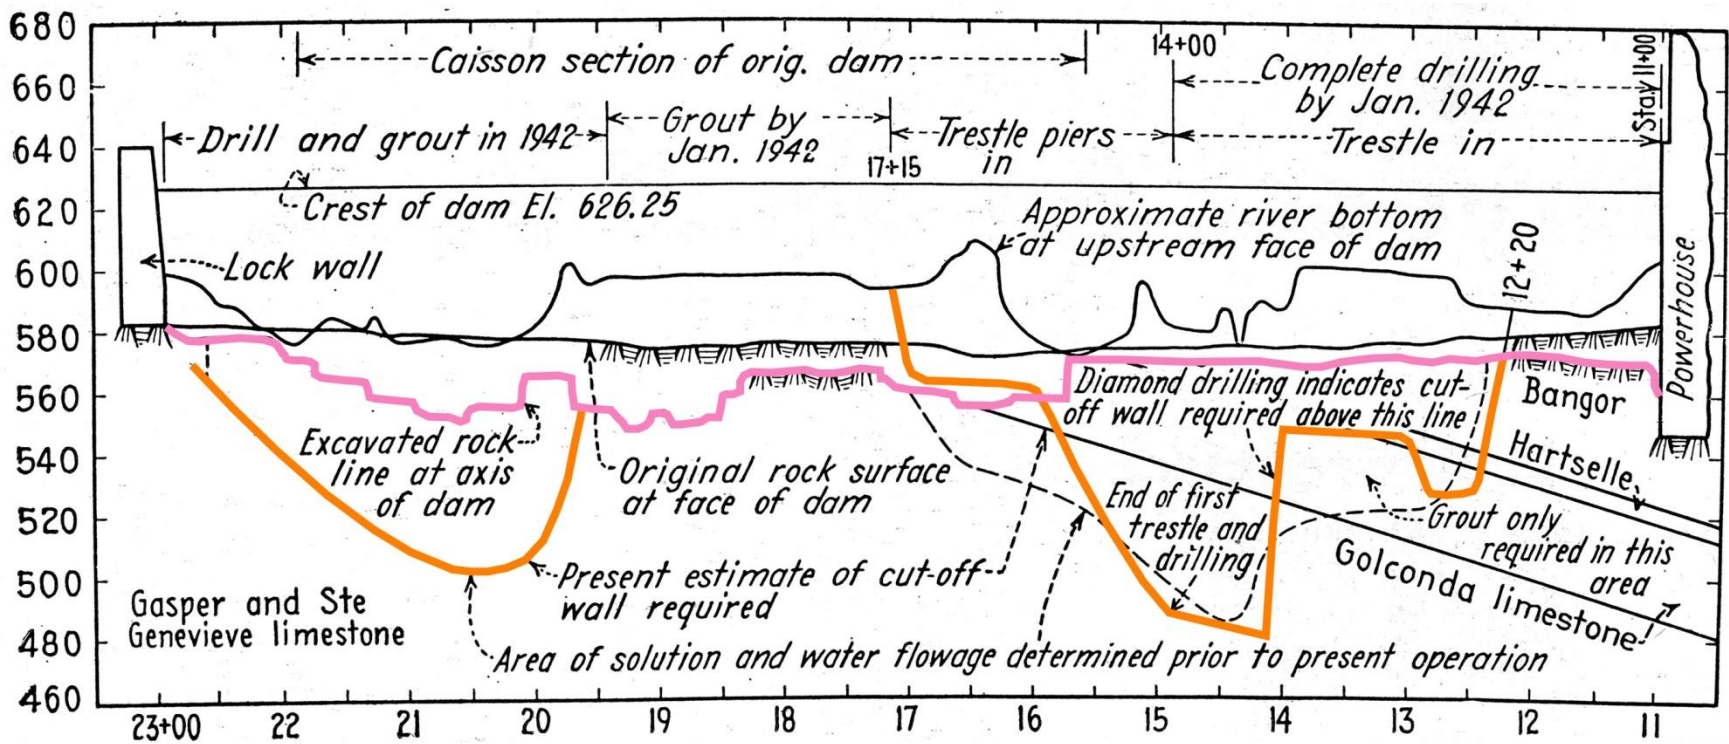 680
660
640
620
600
580
560
540
520
500
480
460
Caisson section of orig. dam
14+00
Complete drilling
by Jan. 1942
Stay 11+00
Drill and grout in 1942
Grout by
Jan. 1942
17+15
Trestle piers
in
Trestle in
Crest of dam El. 626.25
Approximate river bottom
at upstream face of dam
12+20
Lock wall
Powerhouse
Diamond drilling indicates cut-
off wall required above this line
Bangor
Hartselle
Excavated rock
line at axis
of dam
Original rock surface
at face of dam
End of first
trestle and
drilling
Grout only
required in this
area
Golconda limestone
Present estimate of cut-off
wall required
Gasper and Ste
Genevieve limestone
Area of solution and water flowage determined prior to present operation
23+00 22 21 20 19 18 17 16 15 14 13 12 11